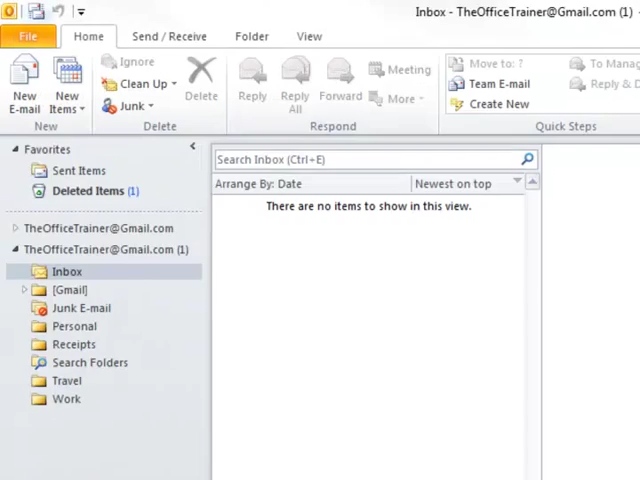 Inbox - TheOfficeTrainer@Gmail.com (1) -
File Home Send / Receive Folder View
New E-mail
New Items
New
Ignore
Clean Up
Junk
Delete
Delete
Reply
Reply All
Forward
Meeting
More
Respond
Move to: ?
Team E-mail
Create New
To Manag
Reply & D
Quick Steps
Favorites
Sent Items
Deleted Items (1)
TheOfficeTrainer@Gmail.com
TheOfficeTrainer@Gmail.com (1)
Inbox
[Gmail]
Junk E-mail
Personal
Receipts
Search Folders
Travel
Work
Search Inbox (Ctrl+E)
Arrange By: Date Newest on top
There are no items to show in this view.